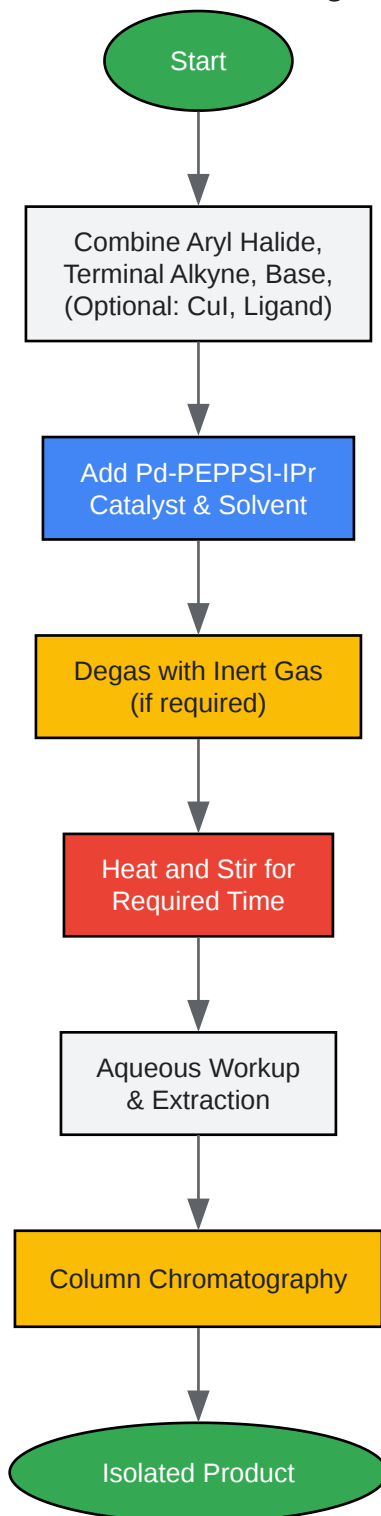 Start
Combine Aryl Halide,
Terminal Alkyne, Base,
(Optional: CuI, Ligand)
Add Pd-PEPPSI-IPr
Catalyst & Solvent
Degas with Inert Gas
(if required)
Heat and Stir for
Required Time
Aqueous Workup
& Extraction
Column Chromatography
Isolated Product